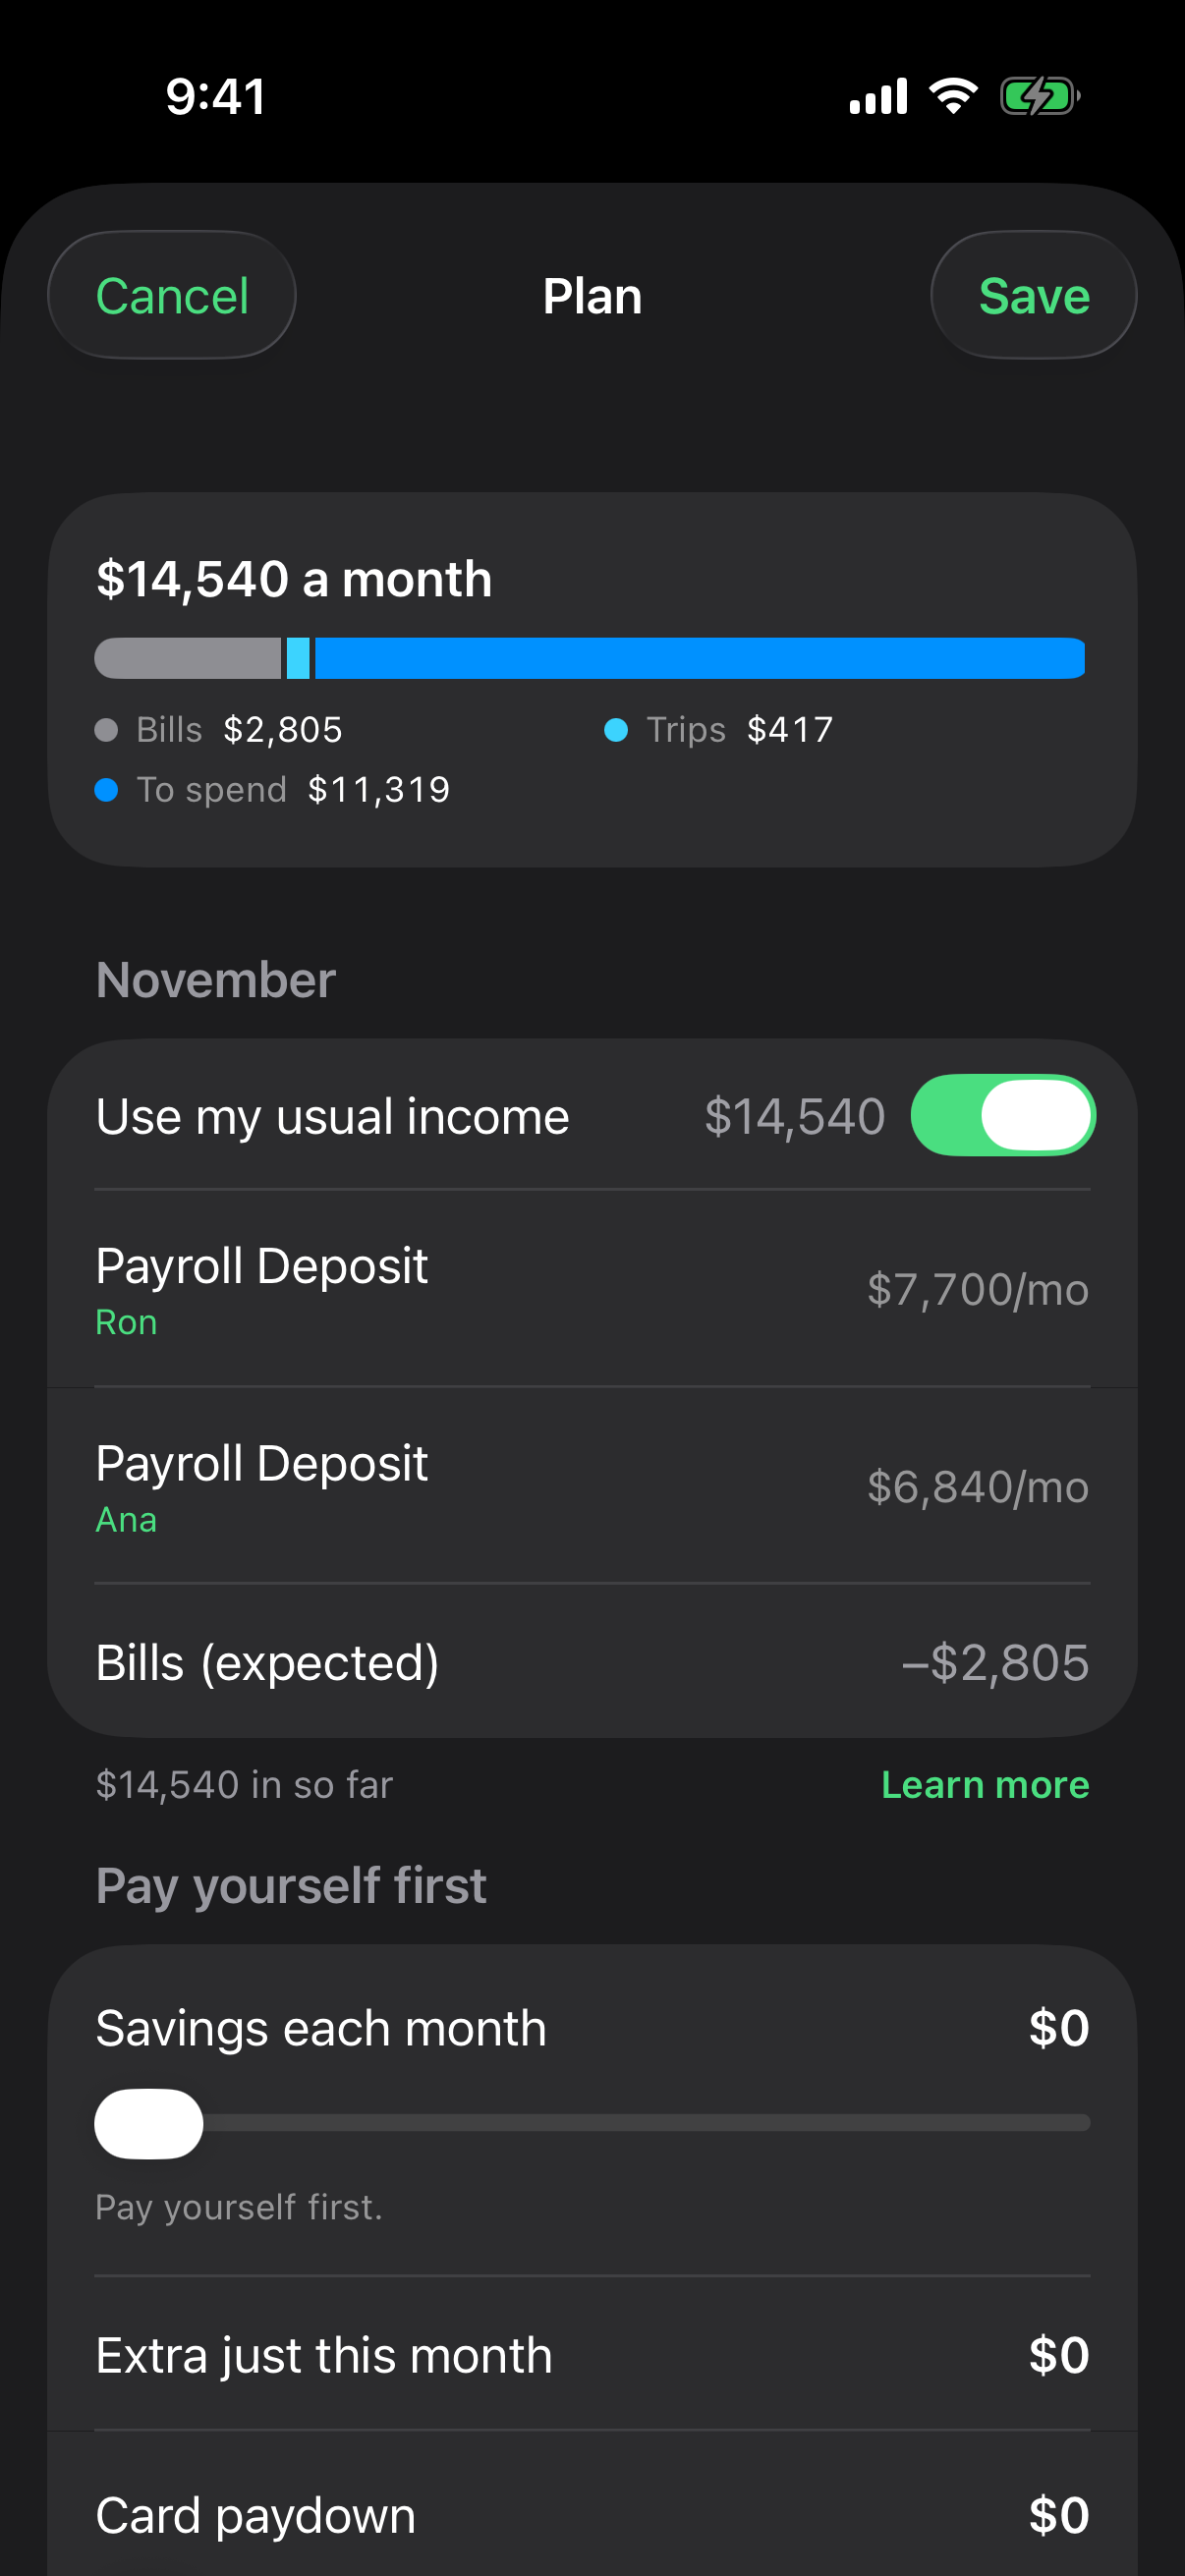 9:41
Cancel
Plan
Save
$14,540 a month
Bills $2,805
Trips $417
To spend $11,319
November
Use my usual income $14,540
Payroll Deposit
Ron
$7,700/mo
Payroll Deposit
Ana
$6,840/mo
Bills (expected) –$2,805
$14,540 in so far
Learn more
Pay yourself first
Savings each month $0
Pay yourself first.
Extra just this month $0
Card paydown $0